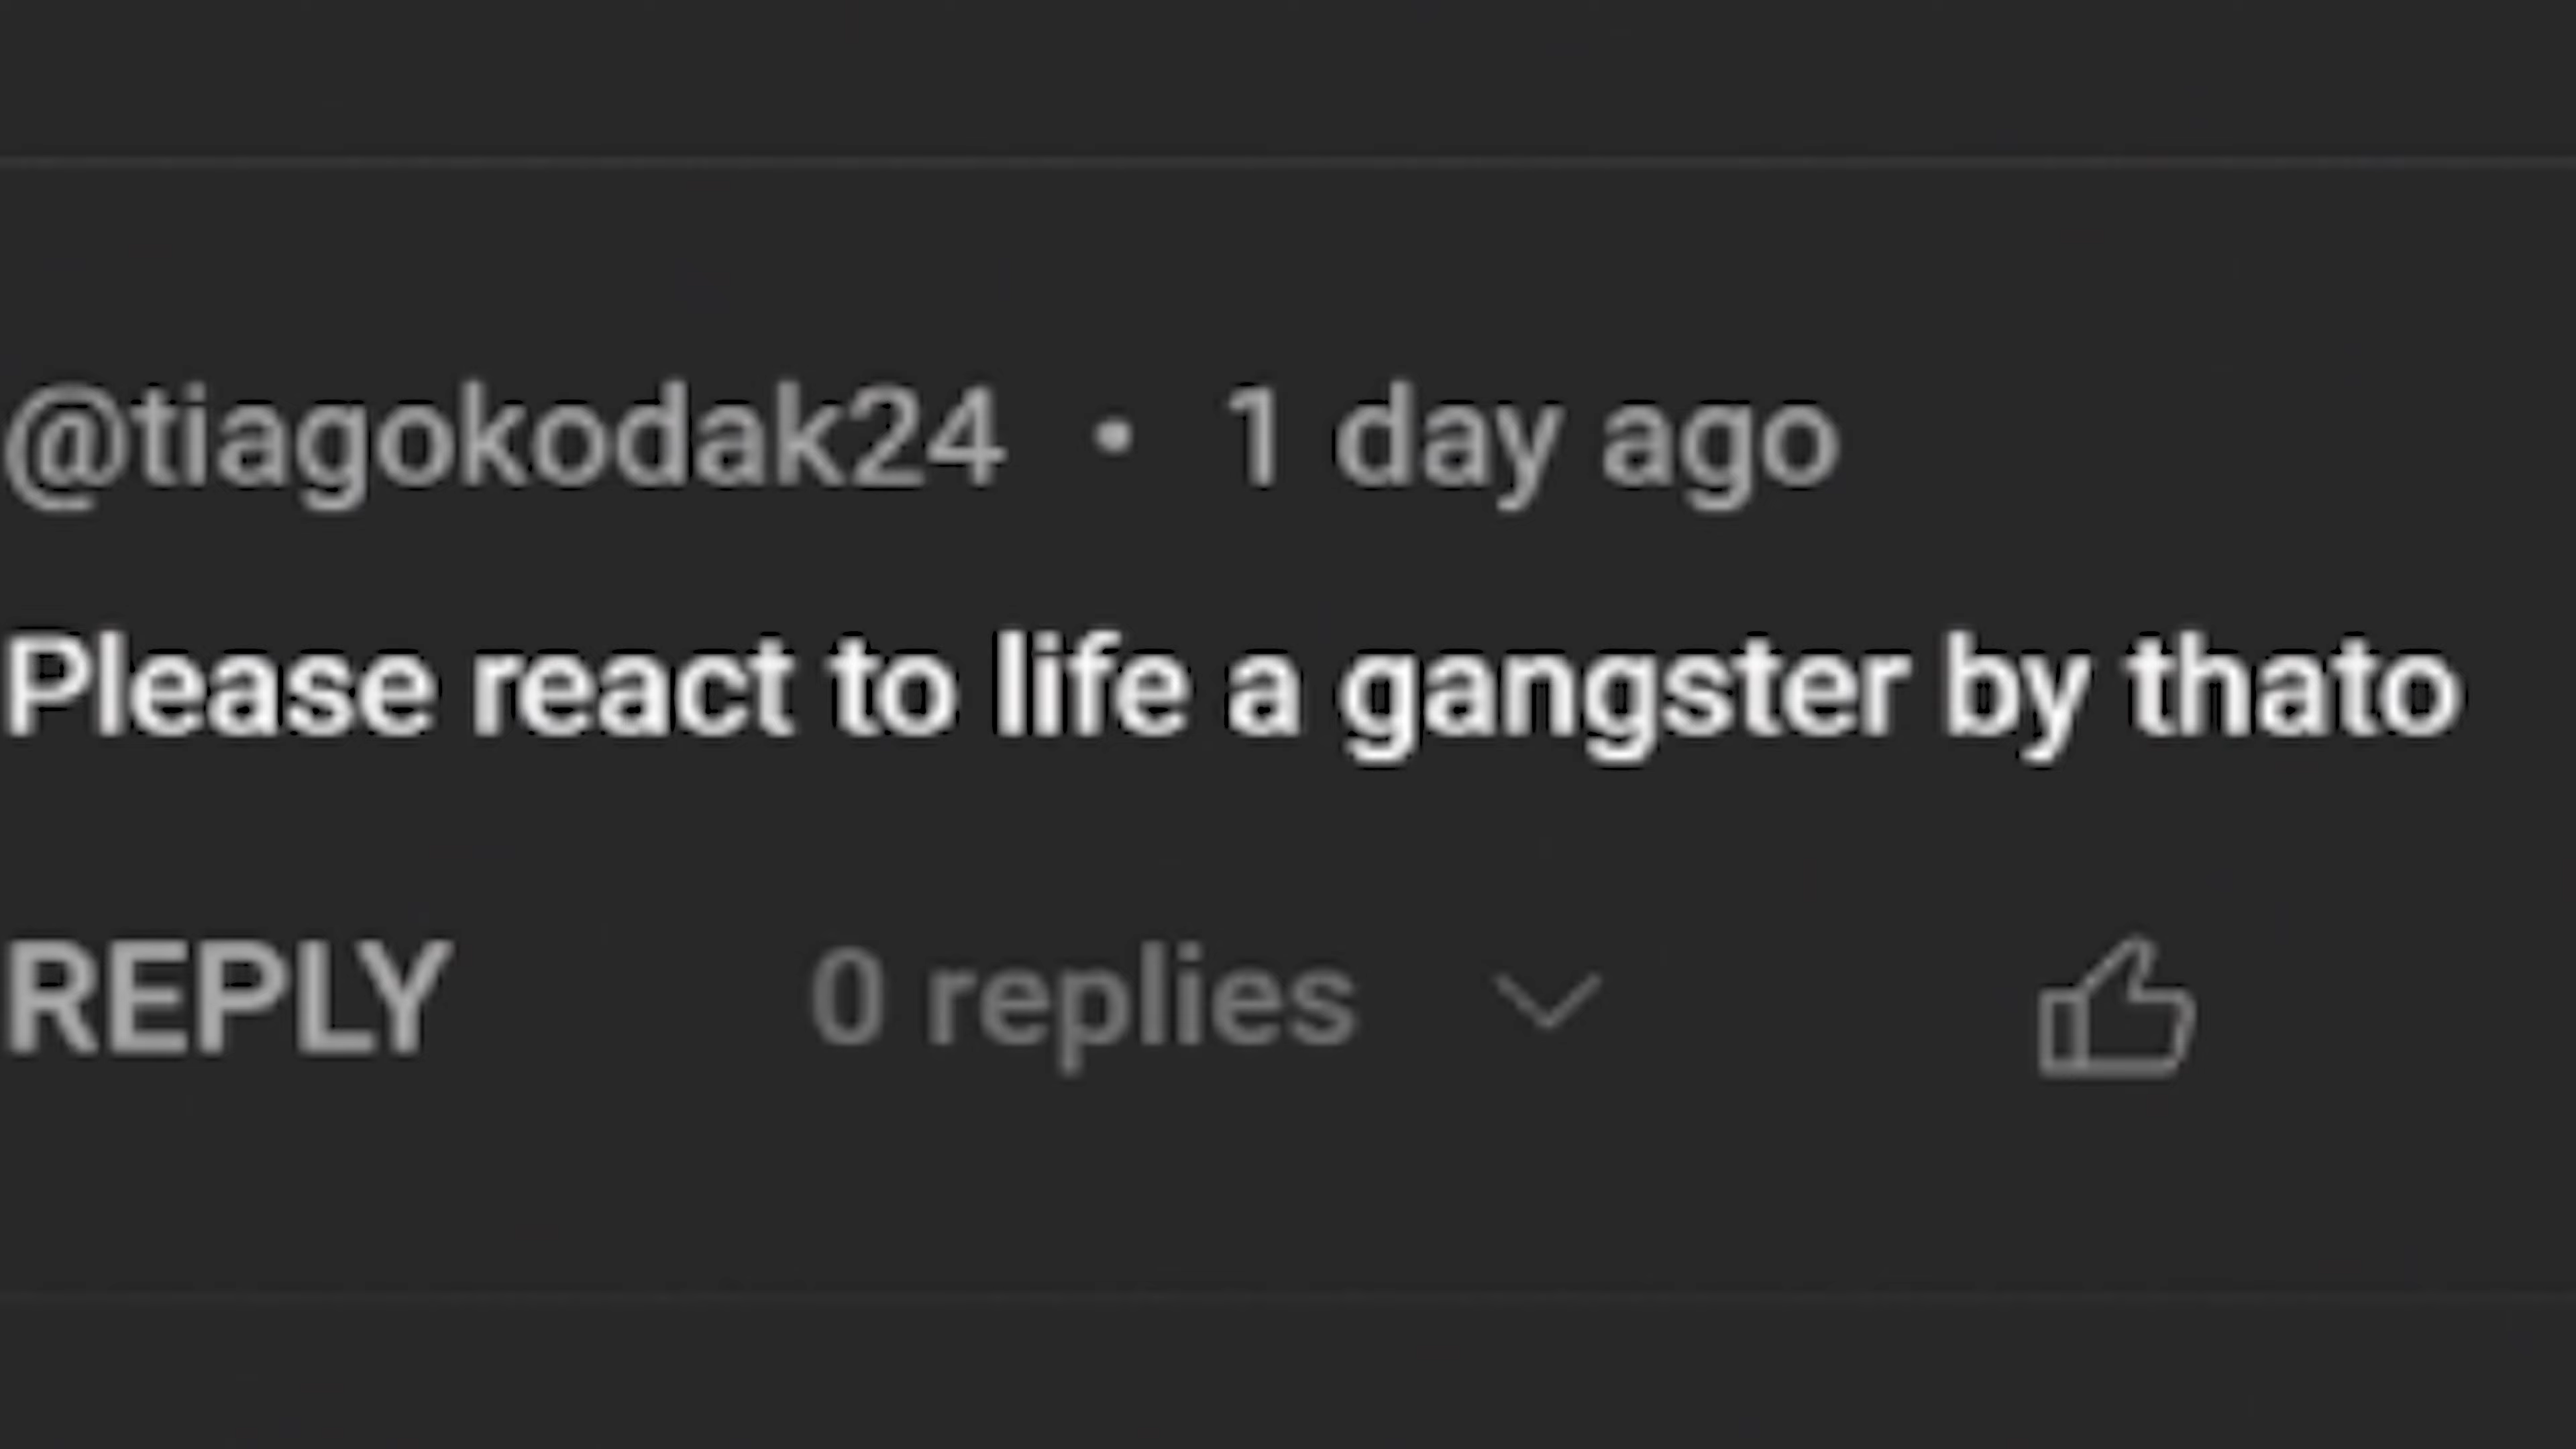 @tiagokodak24 • 1 day ago
Please react to life a gangster by thato
REPLY 0 replies